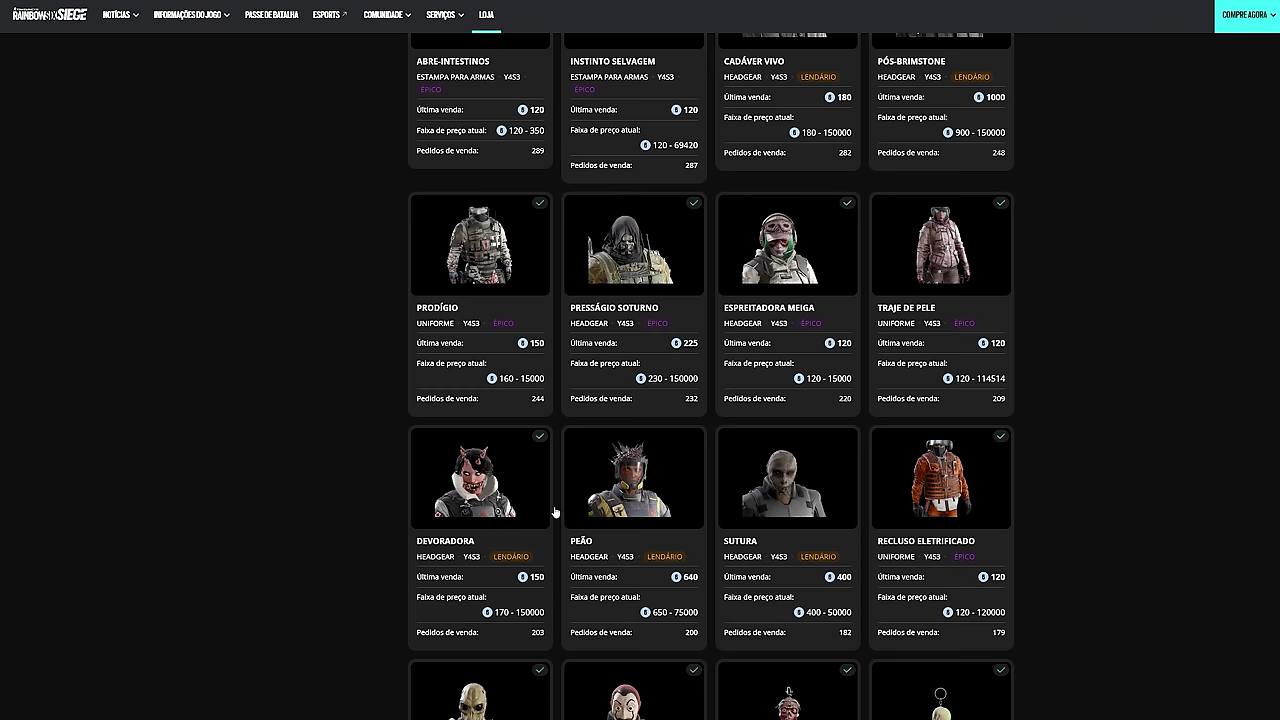 RAINBOWSIX SIEGE NOTÍCIAS INFORMAÇÕES DO JOGO PASSE DE BATALHA ESPORTS COMUNIDADE SERVIÇOS LOJA COMPRE AGORA
ABRE-INTESTINOS INSTINTO SELVAGEM CADÁVER VIVO PÓS-BRIMSTONE
ESTAMPA PARA ARMAS · Y4S3 · ESTAMPA PARA ARMAS · Y4S3 · HEADGEAR · Y4S3 · LENDÁRIO HEADGEAR · Y4S3 · LENDÁRIO
ÉPICO ÉPICO
Última venda: 120 Última venda: 120 Última venda: 180 Última venda: 1000
Faixa de preço atual: 120 - 350 Faixa de preço atual: 120 - 69420 Faixa de preço atual: 180 - 150000 Faixa de preço atual: 900 - 150000
Pedidos de venda: 289 Pedidos de venda: 287 Pedidos de venda: 282 Pedidos de venda: 248
PRODÍGIO PRESSÁGIO SOTURNO ESPREITADORA MEIGA TRAJE DE PELE
UNIFORME · Y4S3 · ÉPICO HEADGEAR · Y4S3 · ÉPICO HEADGEAR · Y4S3 · ÉPICO UNIFORME · Y4S3 · ÉPICO
Última venda: 150 Última venda: 225 Última venda: 120 Última venda: 120
Faixa de preço atual: Faixa de preço atual: Faixa de preço atual: Faixa de preço atual:
160 - 15000 230 - 150000 120 - 15000 120 - 114514
Pedidos de venda: 244 Pedidos de venda: 232 Pedidos de venda: 220 Pedidos de venda: 209
DEVORADORA PEÃO SUTURA RECLUSO ELETRIFICADO
HEADGEAR · Y4S3 · LENDÁRIO HEADGEAR · Y4S3 · LENDÁRIO HEADGEAR · Y4S3 · LENDÁRIO UNIFORME · Y4S3 · ÉPICO
Última venda: 150 Última venda: 640 Última venda: 400 Última venda: 120
Faixa de preço atual: Faixa de preço atual: Faixa de preço atual: Faixa de preço atual:
170 - 150000 650 - 75000 400 - 50000 120 - 120000
Pedidos de venda: 203 Pedidos de venda: 200 Pedidos de venda: 182 Pedidos de venda: 179